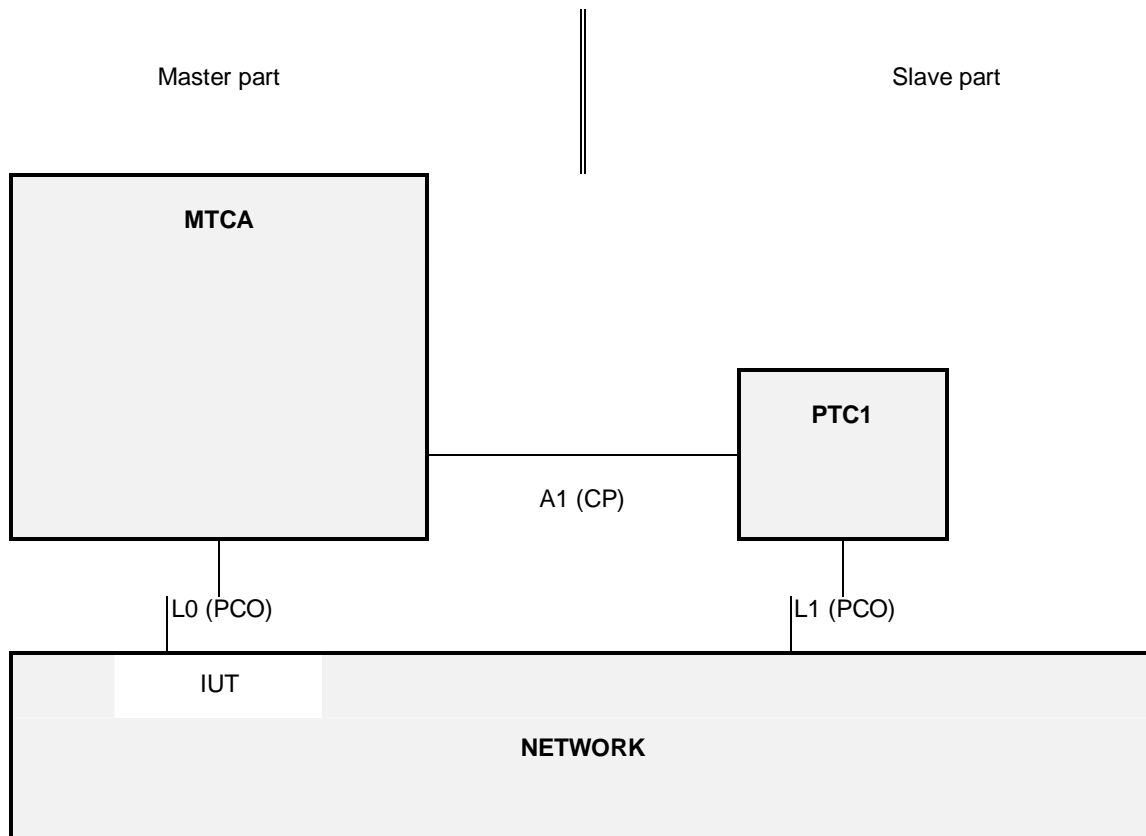 Master part
Slave part
MTCA
PTC1
A1 (CP)
L0 (PCO)
L1 (PCO)
IUT
NETWORK